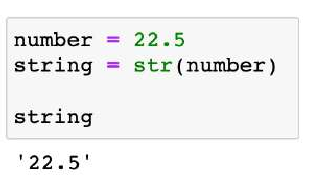 number = 22.5
string = str(number)
string
'22.5'